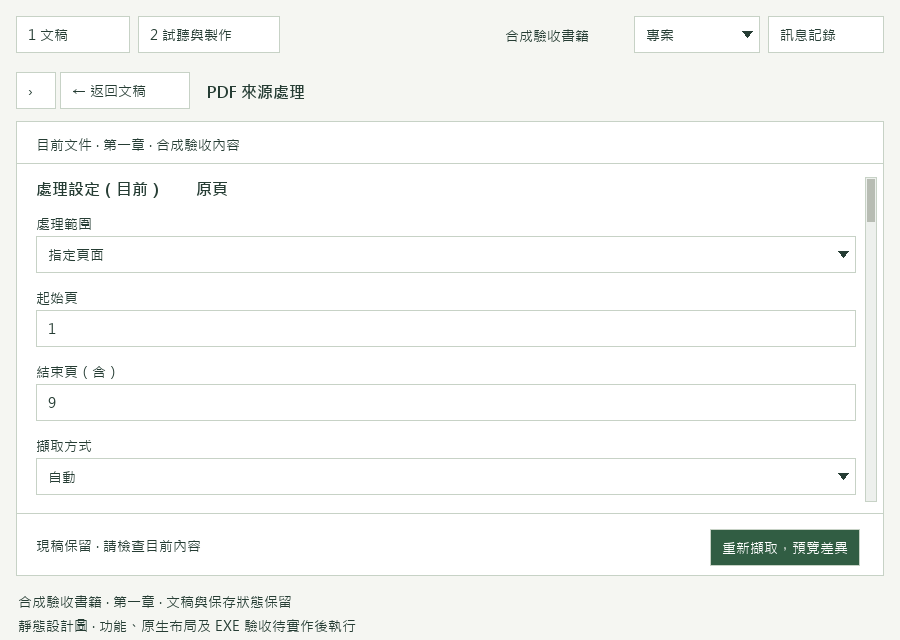 1 文稿
2 試聽與製作
合成驗收書籍
專案
訊息記錄
›
← 返回文稿
PDF 來源處理
目前文件 · 第一章 · 合成驗收內容
處理設定 ( 目前 ) 原頁
處理範圍
指定頁面
起始頁
1
結束頁 ( 含 )
9
擷取方式
自動
現稿保留 · 請檢查目前內容
重新擷取，預覽差異
合成驗收書籍 · 第一章 · 文稿與保存狀態保留
靜態設計圖 · 功能、原生布局及 EXE 驗收待實作後執行